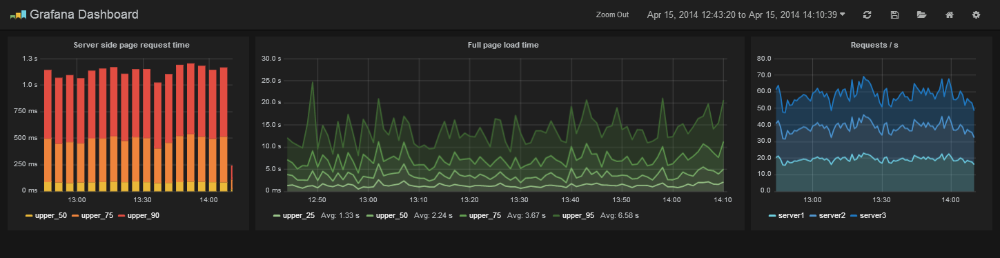 Grafana Dashboard
Zoom Out Apr 15, 2014 12:43:20 to Apr 15, 2014 14:10:39
Server side page request time
1.3 s
1.0 s
750 ms
500 ms
250 ms
0 ms
13:00 13:30 14:00
upper_50 upper_75 upper_90
Full page load time
30.0 s
25.0 s
20.0 s
15.0 s
10.0 s
5.0 s
0 ms
12:50 13:00 13:10 13:20 13:30 13:40 13:50 14:00 14:10
upper_25 Avg: 1.33 s upper_50 Avg: 2.24 s upper_75 Avg: 3.67 s upper_95 Avg: 6.58 s
Requests / s
80.0
70.0
60.0
50.0
40.0
30.0
20.0
10.0
0.0
13:00 13:30 14:00
server1 server2 server3